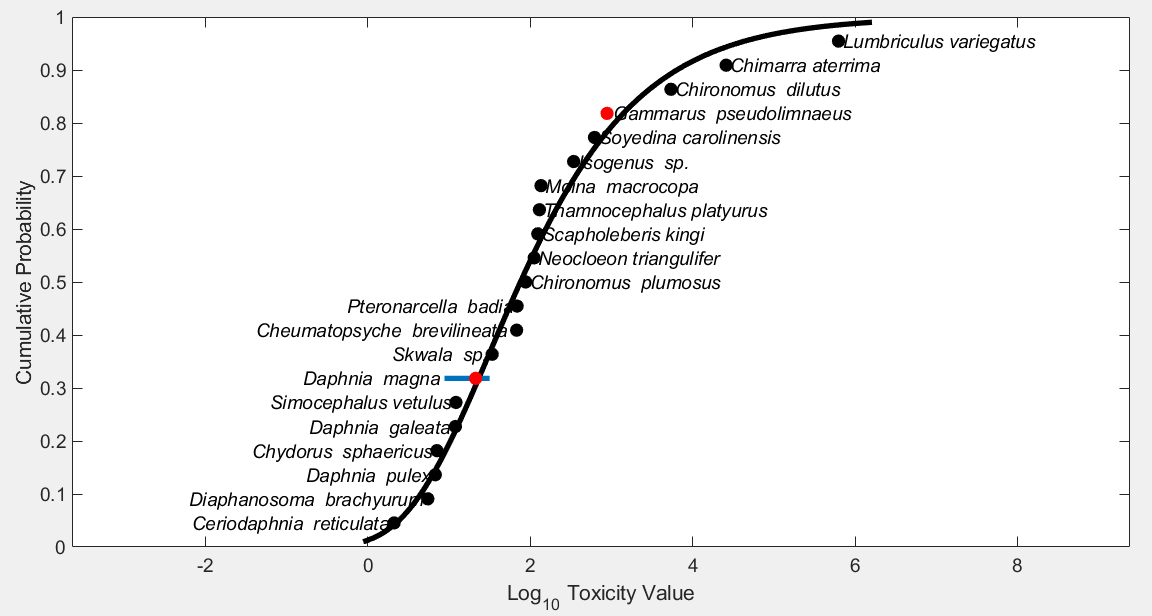 1
Lumbriculus variegatus
0.9
Chimarra aterrima
Chironomus dilutus
Gammarus pseudolimnaeus
0.8
Soyedina carolinensis
Isogenus sp.
0.7
Moina macrocopa
Thamnocephalus platyurus
0.6
Scapholeberis kingi
Neocloeon triangulifer
0.5
Chironomus plumosus
Pteronarcella badia
0.4
Cheumatopsyche brevilineata
Skwala sp.
Daphnia magna
0.3
Simocephalus vetulus
Daphnia galeata
0.2
Chydorus sphaericus
Daphnia pulex
0.1
Diaphanosoma brachyurum
Ceriodaphnia reticulata
0
-2 0 2 4 6 8
Log10 Toxicity Value
Cumulative Probability